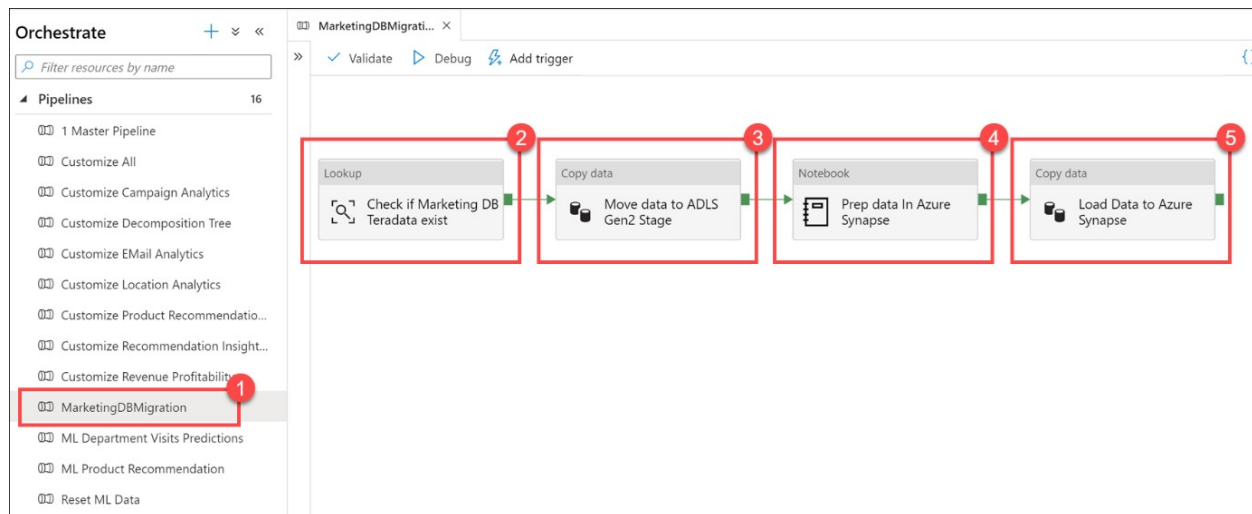 Orchestrate
Filter resources by name
Pipelines 16
1 Master Pipeline
Customize All
Customize Campaign Analytics
Customize Decomposition Tree
Customize EMail Analytics
Customize Location Analytics
Customize Product Recommendatio...
Customize Recommendation Insight...
Customize Revenue Profitability
1
MarketingDBMigration
ML Department Visits Predictions
ML Product Recommendation
Reset ML Data
MarketingDBMigrati...
Validate Debug Add trigger
2
Lookup
Check if Marketing DB
Teradata exist
3
Copy data
Move data to ADLS
Gen2 Stage
4
Notebook
Prep data In Azure
Synapse
5
Copy data
Load Data to Azure
Synapse